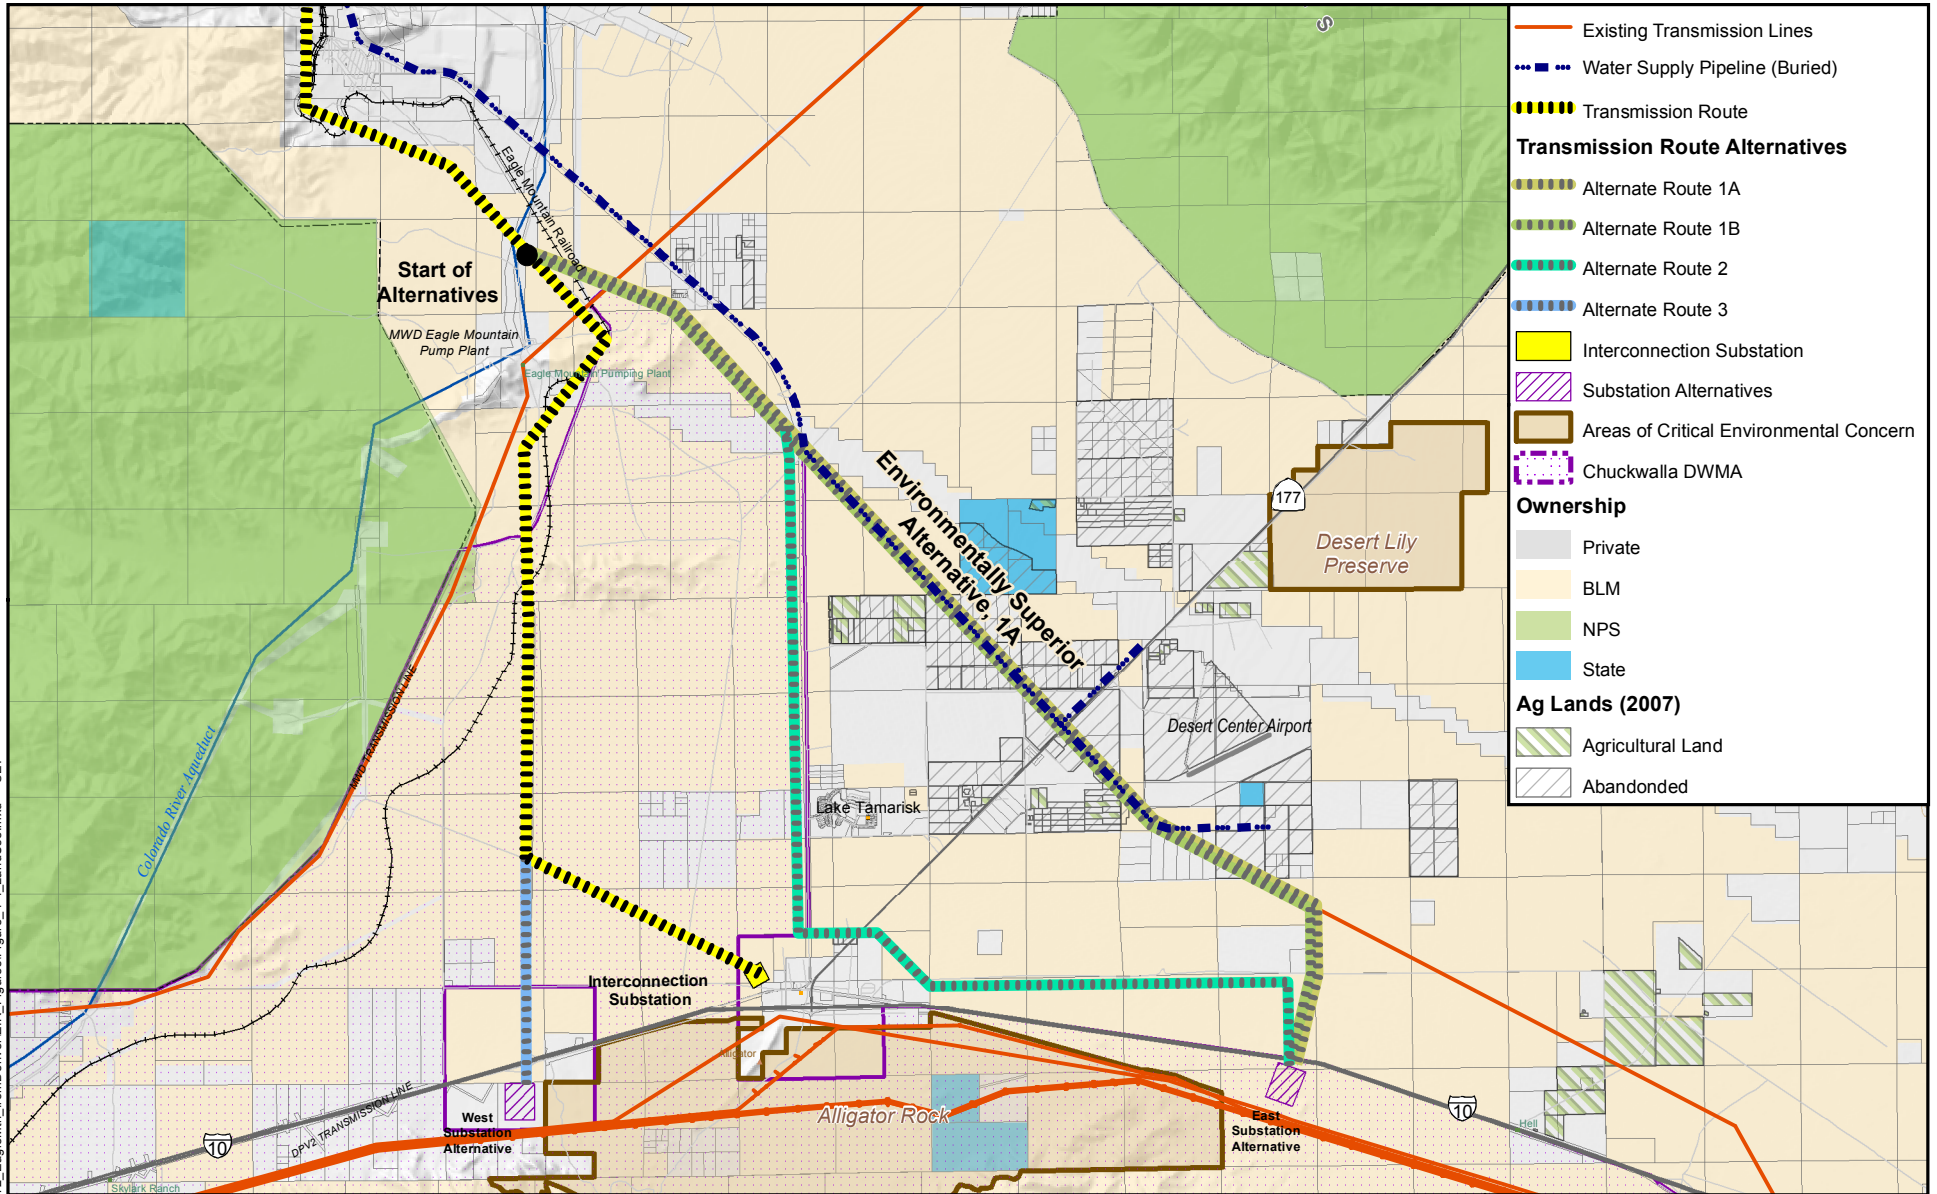 S
Existing Transmission Lines
Water Supply Pipeline (Buried)
Transmission Route
Transmission Route Alternatives
Alternate Route 1A
Alternate Route 1B
Alternate Route 2
Alternate Route 3
Interconnection Substation
Substation Alternatives
Areas of Critical Environmental Concern
Chuckwalla DWMA
Ownership
Private
BLM
NPS
State
Ag Lands (2007)
Agricultural Land
Abandonded
Eagle Mountain Railroad
Start of
Alternatives
MWD Eagle Mountain
Pump Plant
Eagle Mountain Pumping Plant
Environmentally Superior
Alternative, 1A
177
Desert Lily
Preserve
Desert Center Airport
Lake Tamarisk
MWD TRANSMISSION LINE
Colorado River Aqueduct
Interconnection
Substation
Alligator
Alligator Rock
West
Substation
Alternative
East
Substation
Alternative
DPV2 TRANSMISSION LINE
10
10
Hell
Skylark Ranch